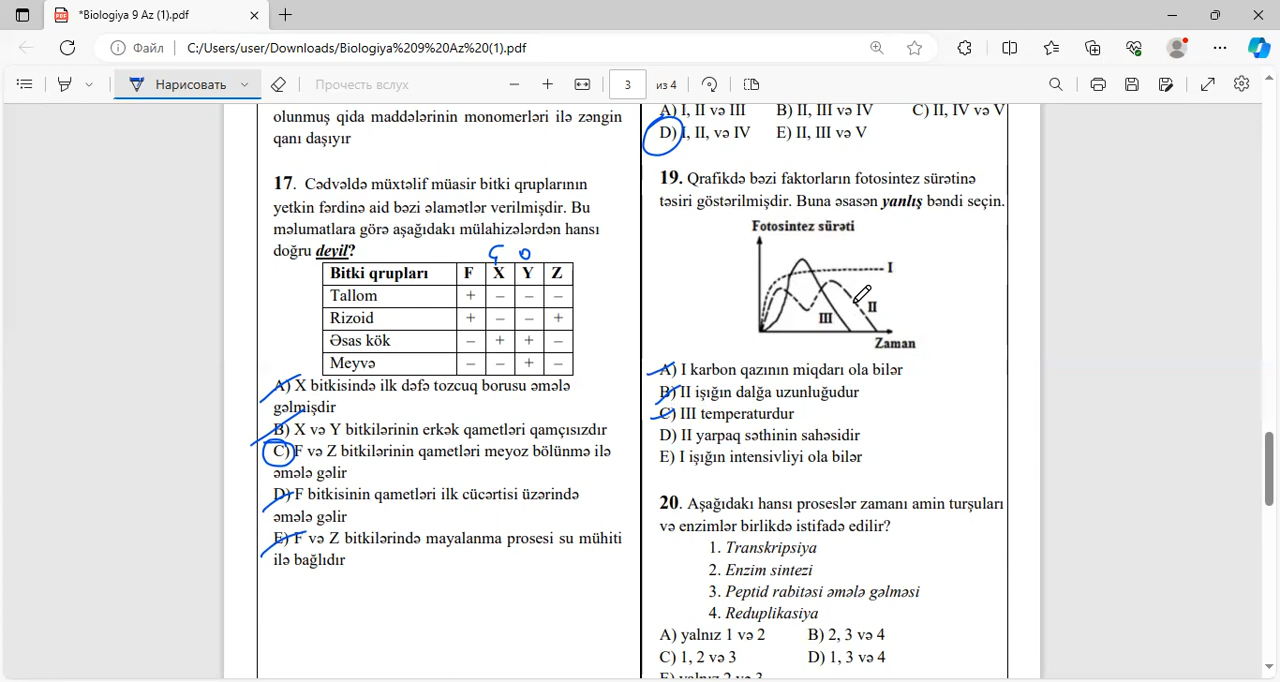 *Biologiya 9 Az (1).pdf
Файл
C:/Users/user/Downloads/Biologiya%209%20Az%20(1).pdf
Нарисовать
Прочесть вслух
3
из 4
olunmuş qida maddələrinin monomerləri ilə zəngin
qanı daşıyır
17. Cədvəldə müxtəlif müasir bitki qruplarının
yetkin fərdinə aid bəzi əlamətlər verilmişdir. Bu
məlumatlara görə aşağıdakı mülahizələrdən hansı
doğru deyil?
Ç O
Bitki qrupları F X Y Z
Tallom + – – –
Rizoid + – – +
Əsas kök – + + –
Meyvə – – + –
A) X bitkisində ilk dəfə tozcuq borusu əmələ
gəlmişdir
B) X və Y bitkilərinin erkək qametləri qamçısızdır
C) F və Z bitkilərinin qametləri meyoz bölünmə ilə
əmələ gəlir
D) F bitkisinin qametləri ilk cücərtisi üzərində
əmələ gəlir
E) F və Z bitkilərində mayalanma prosesi su mühiti
ilə bağlıdır
A) I, II və III B) II, III və IV C) II, IV və V
D) I, II, və IV E) II, III və V
19. Qrafikdə bəzi faktorların fotosintez sürətinə
təsiri göstərilmişdir. Buna əsasən yanlış bəndi seçin.
Fotosintez sürəti
I
II
III
Zaman
A) I karbon qazının miqdarı ola bilər
B) II işığın dalğa uzunluğudur
C) III temperaturdur
D) II yarpaq səthinin sahəsidir
E) I işığın intensivliyi ola bilər
20. Aşağıdakı hansı proseslər zamanı amin turşuları
və enzimlər birlikdə istifadə edilir?
1. Transkripsiya
2. Enzim sintezi
3. Peptid rabitəsi əmələ gəlməsi
4. Reduplikasiya
A) yalnız 1 və 2 B) 2, 3 və 4
C) 1, 2 və 3 D) 1, 3 və 4
E) yalnız 2 və 3